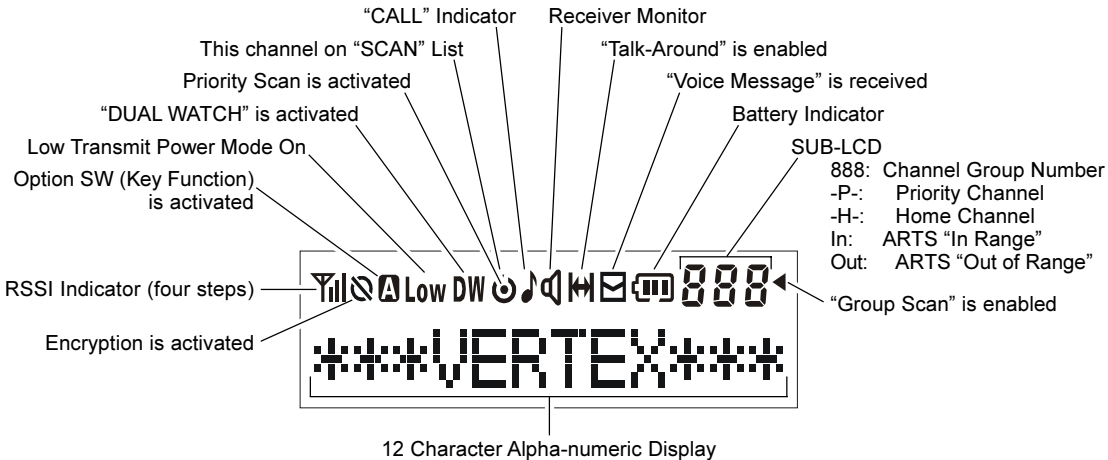 “CALL” Indicator
Receiver Monitor
This channel on “SCAN” List
“Talk-Around” is enabled
Priority Scan is activated
“Voice Message” is received
“DUAL WATCH” is activated
Battery Indicator
Low Transmit Power Mode On
SUB-LCD
Option SW (Key Function)
is activated
888: Channel Group Number
-P-: Priority Channel
-H-: Home Channel
In: ARTS “In Range”
Out: ARTS “Out of Range”
RSSI Indicator (four steps)
A Low DW 888
“Group Scan” is enabled
Encryption is activated
***VERTEX***
12 Character Alpha-numeric Display